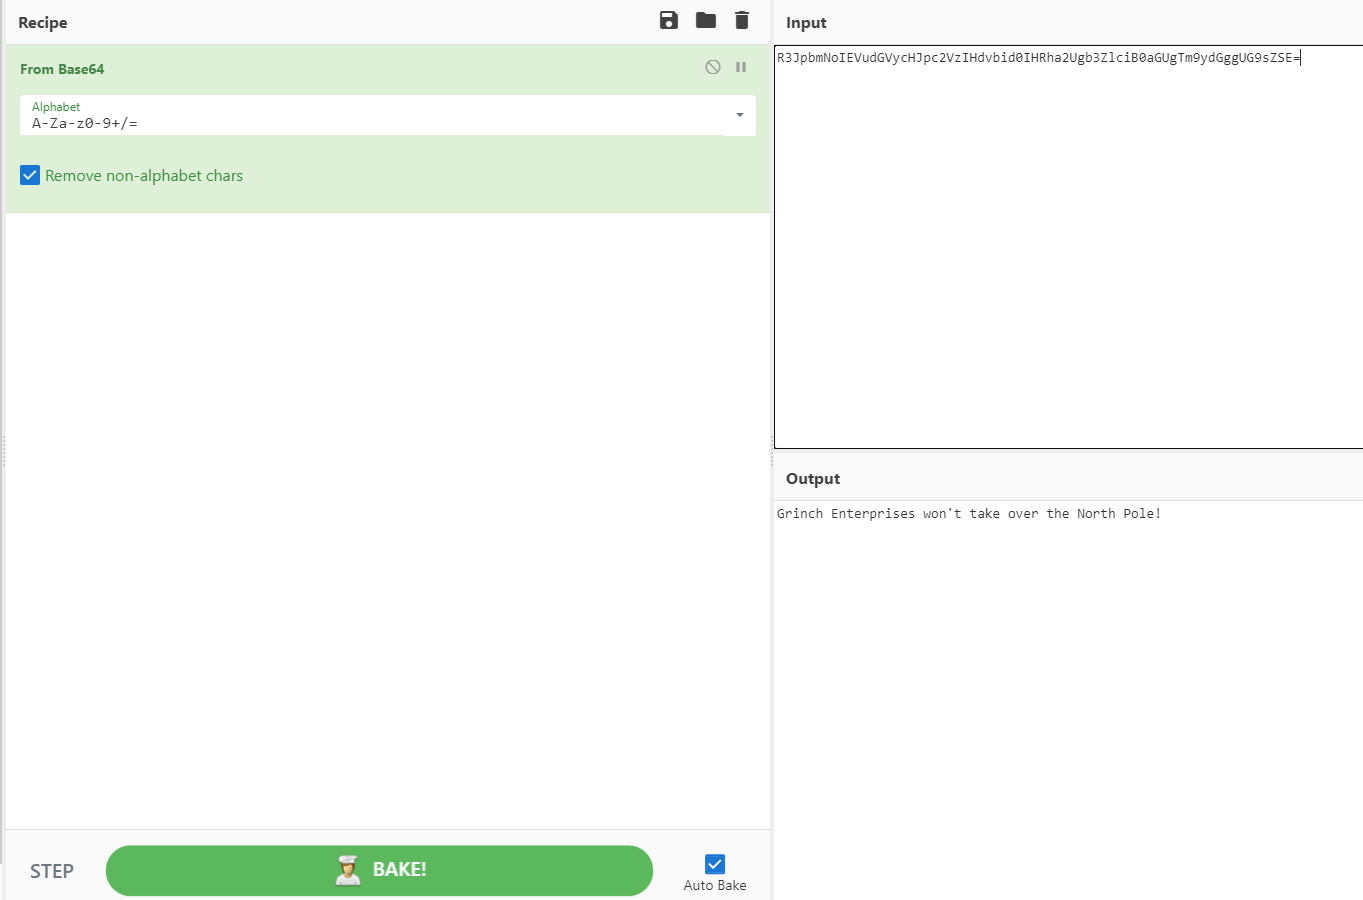 Recipe
From Base64
Alphabet
A-Za-z0-9+/=
Remove non-alphabet chars
STEP
BAKE!
Auto Bake
Input
R3JpbmNoIEVudGVycHJpc2VzIHdvbid0IHRha2Ugb3ZlciB0aGUgTm9ydGggUG9sZSE=
Output
Grinch Enterprises won't take over the North Pole!